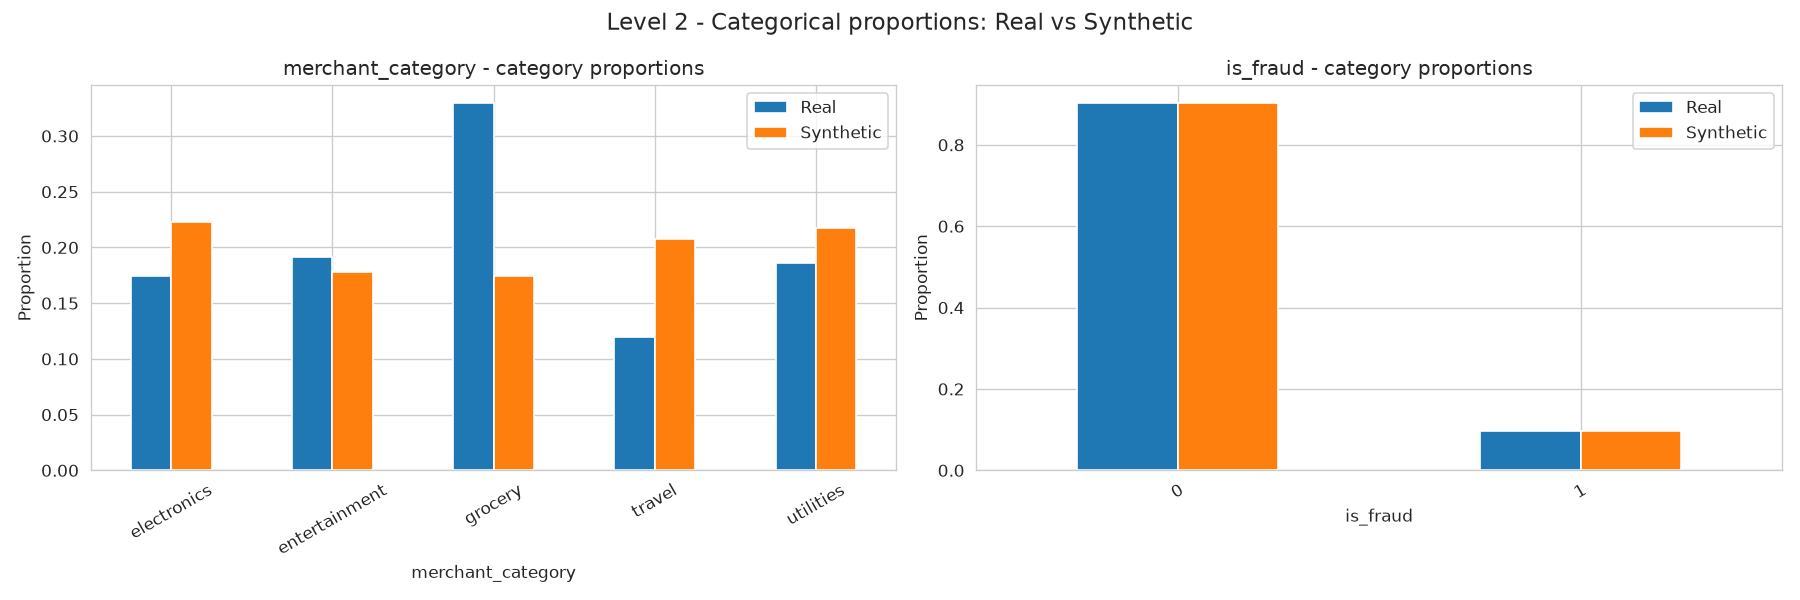 Level 2 - Categorical proportions: Real vs Synthetic
merchant_category - category proportions
Real
Synthetic
Proportion
0.30
0.25
0.20
0.15
0.10
0.05
0.00
electronics
entertainment
grocery
travel
utilities
merchant_category
is_fraud - category proportions
Real
Synthetic
Proportion
0.8
0.6
0.4
0.2
0.0
0
1
is_fraud